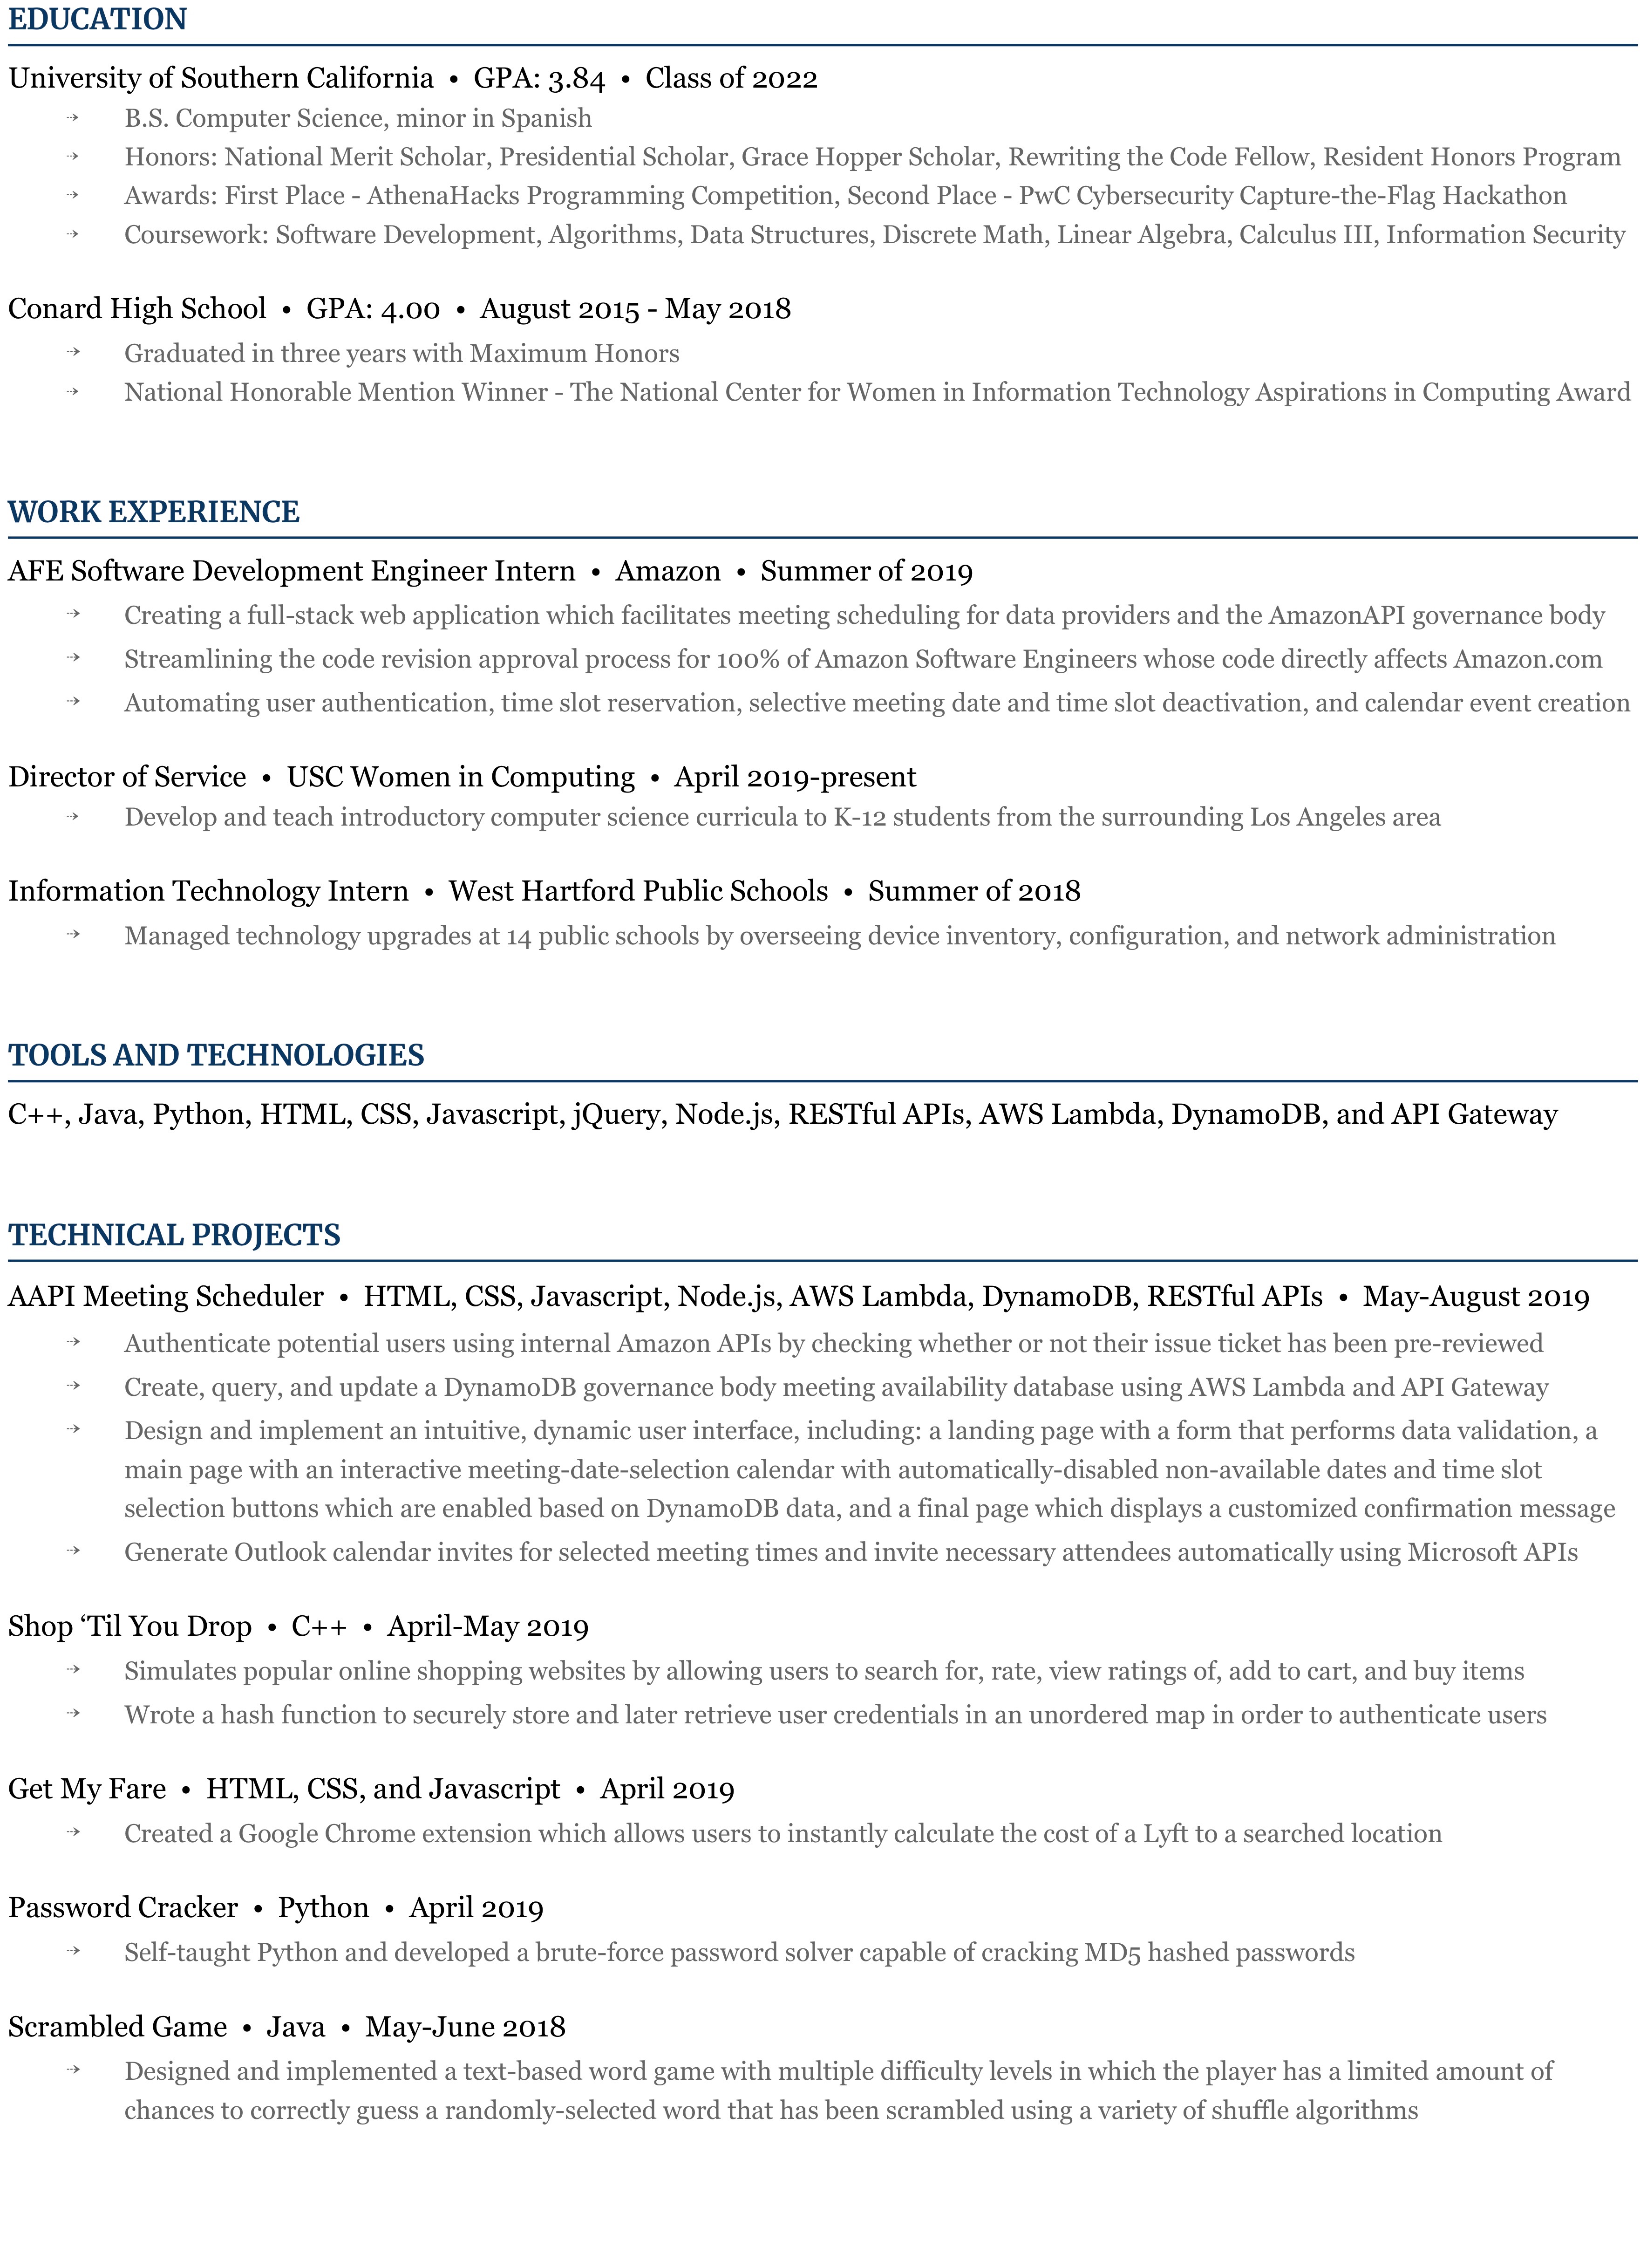 EDUCATION
University of Southern California • GPA: 3.84 • Class of 2022
⇢ B.S. Computer Science, minor in Spanish
⇢ Honors: National Merit Scholar, Presidential Scholar, Grace Hopper Scholar, Rewriting the Code Fellow, Resident Honors Program
⇢ Awards: First Place - AthenaHacks Programming Competition, Second Place - PwC Cybersecurity Capture-the-Flag Hackathon
⇢ Coursework: Software Development, Algorithms, Data Structures, Discrete Math, Linear Algebra, Calculus III, Information Security
Conard High School • GPA: 4.00 • August 2015 - May 2018
⇢ Graduated in three years with Maximum Honors
⇢ National Honorable Mention Winner - The National Center for Women in Information Technology Aspirations in Computing Award
WORK EXPERIENCE
AFE Software Development Engineer Intern • Amazon • Summer of 2019
⇢ Creating a full-stack web application which facilitates meeting scheduling for data providers and the AmazonAPI governance body
⇢ Streamlining the code revision approval process for 100% of Amazon Software Engineers whose code directly affects Amazon.com
⇢ Automating user authentication, time slot reservation, selective meeting date and time slot deactivation, and calendar event creation
Director of Service • USC Women in Computing • April 2019-present
⇢ Develop and teach introductory computer science curricula to K-12 students from the surrounding Los Angeles area
Information Technology Intern • West Hartford Public Schools • Summer of 2018
⇢ Managed technology upgrades at 14 public schools by overseeing device inventory, configuration, and network administration
TOOLS AND TECHNOLOGIES
C++, Java, Python, HTML, CSS, Javascript, jQuery, Node.js, RESTful APIs, AWS Lambda, DynamoDB, and API Gateway
TECHNICAL PROJECTS
AAPI Meeting Scheduler • HTML, CSS, Javascript, Node.js, AWS Lambda, DynamoDB, RESTful APIs • May-August 2019
⇢ Authenticate potential users using internal Amazon APIs by checking whether or not their issue ticket has been pre-reviewed
⇢ Create, query, and update a DynamoDB governance body meeting availability database using AWS Lambda and API Gateway
⇢ Design and implement an intuitive, dynamic user interface, including: a landing page with a form that performs data validation, a
main page with an interactive meeting-date-selection calendar with automatically-disabled non-available dates and time slot
selection buttons which are enabled based on DynamoDB data, and a final page which displays a customized confirmation message
⇢ Generate Outlook calendar invites for selected meeting times and invite necessary attendees automatically using Microsoft APIs
Shop ‘Til You Drop • C++ • April-May 2019
⇢ Simulates popular online shopping websites by allowing users to search for, rate, view ratings of, add to cart, and buy items
⇢ Wrote a hash function to securely store and later retrieve user credentials in an unordered map in order to authenticate users
Get My Fare • HTML, CSS, and Javascript • April 2019
⇢ Created a Google Chrome extension which allows users to instantly calculate the cost of a Lyft to a searched location
Password Cracker • Python • April 2019
⇢ Self-taught Python and developed a brute-force password solver capable of cracking MD5 hashed passwords
Scrambled Game • Java • May-June 2018
⇢ Designed and implemented a text-based word game with multiple difficulty levels in which the player has a limited amount of
chances to correctly guess a randomly-selected word that has been scrambled using a variety of shuffle algorithms